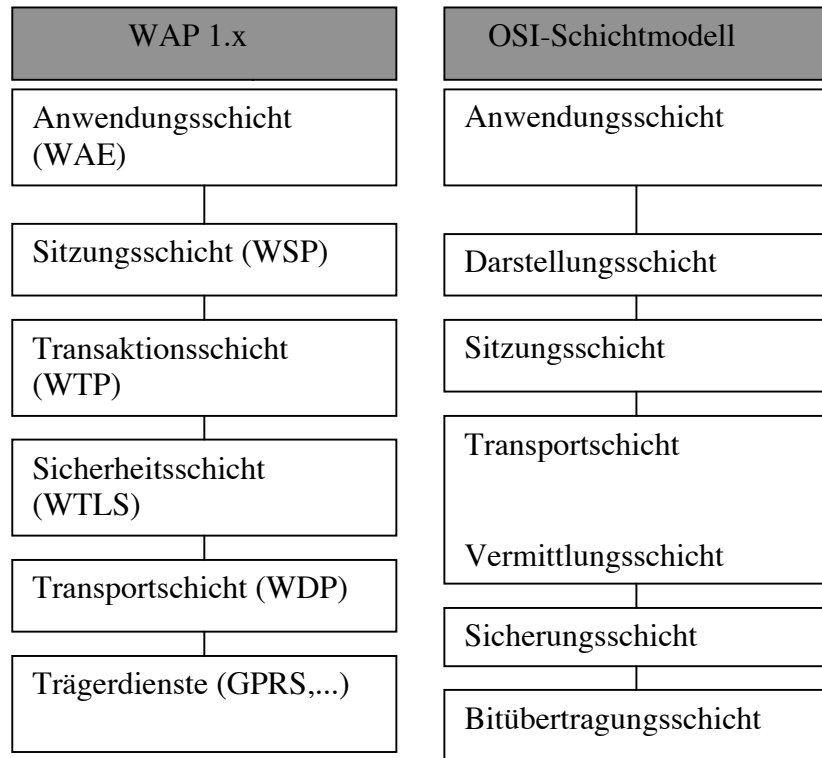 WAP 1.x
Anwendungsschicht
(WAE)
Sitzungsschicht (WSP)
Transaktionsschicht
(WTP)
Sicherheitsschicht
(WTLS)
Transportschicht (WDP)
Trägerdienste (GPRS,...)
OSI-Schichtmodell
Anwendungsschicht
Darstellungsschicht
Sitzungsschicht
Transportschicht
Vermittlungsschicht
Sicherungsschicht
Bitübertragungsschicht